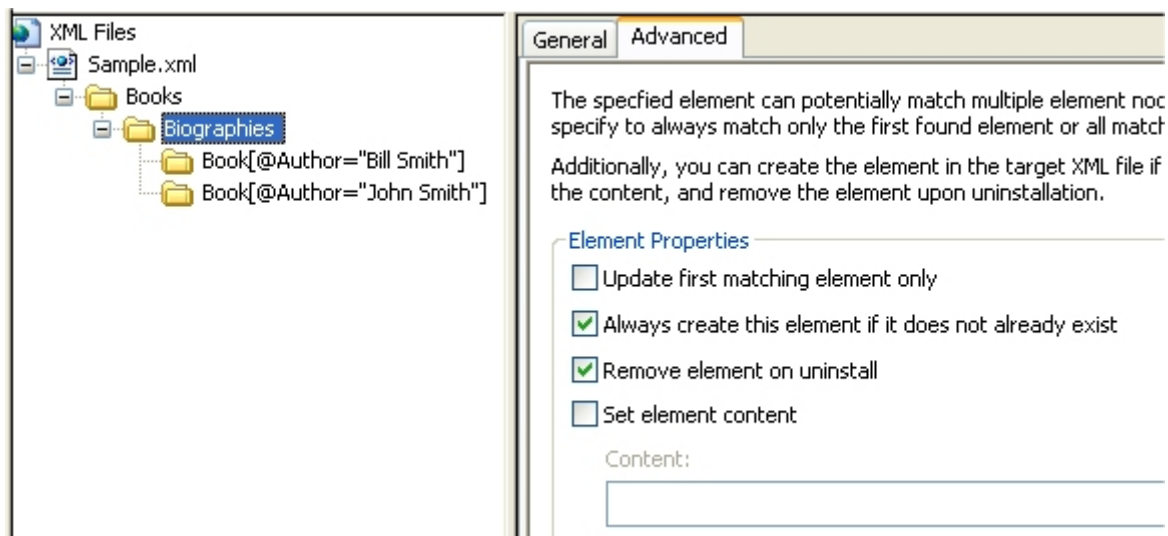 XML Files
Sample.xml
Books
Biographies
Book[@Author="Bill Smith"]
Book[@Author="John Smith"]
General
Advanced
The specfied element can potentially match multiple element
specify to always match only the first found element or all
Additionally, you can create the element in the target XML file if
the content, and remove the element upon uninstallation.
Element Properties
Update first matching element only
Always create this element if it does not already exist
Remove element on uninstall
Set element content
Content: